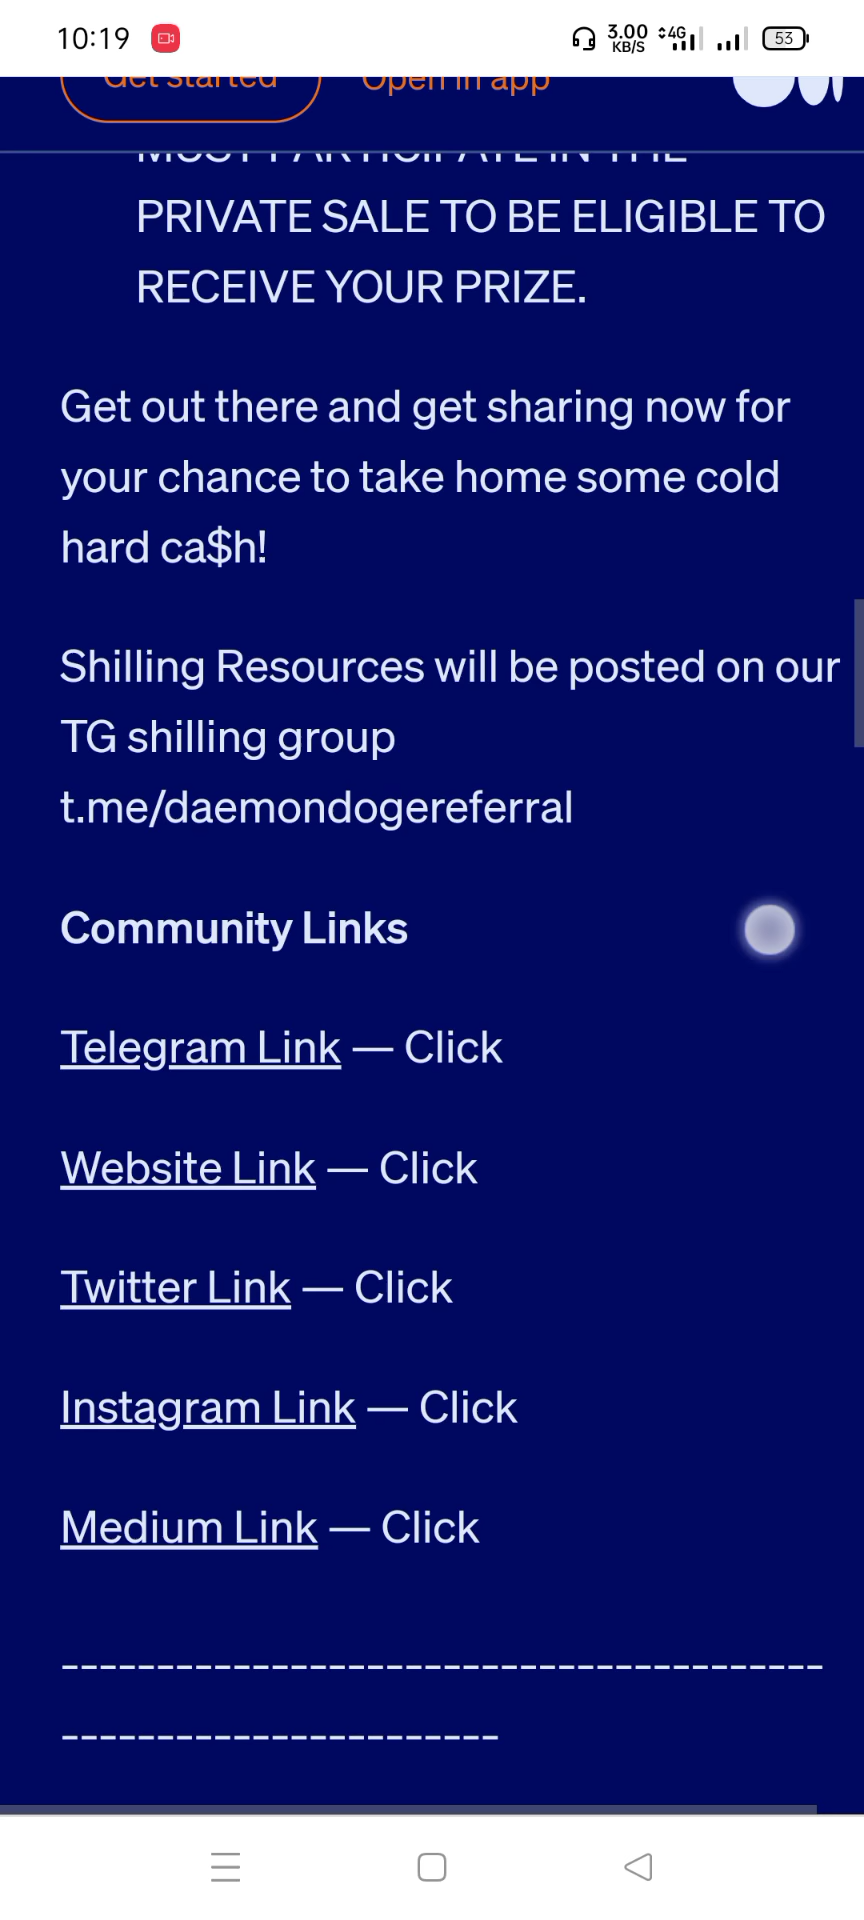 10:19
3.00
KB/S
4G
53
Get started
Open in app
MUST PARTICIPATE IN THE
PRIVATE SALE TO BE ELIGIBLE TO
RECEIVE YOUR PRIZE.
Get out there and get sharing now for
your chance to take home some cold
hard ca$h!
Shilling Resources will be posted on our
TG shilling group
t.me/daemondogereferral
Community Links
Telegram Link — Click
Website Link — Click
Twitter Link — Click
Instagram Link — Click
Medium Link — Click
----------------------------------------
-----------------------